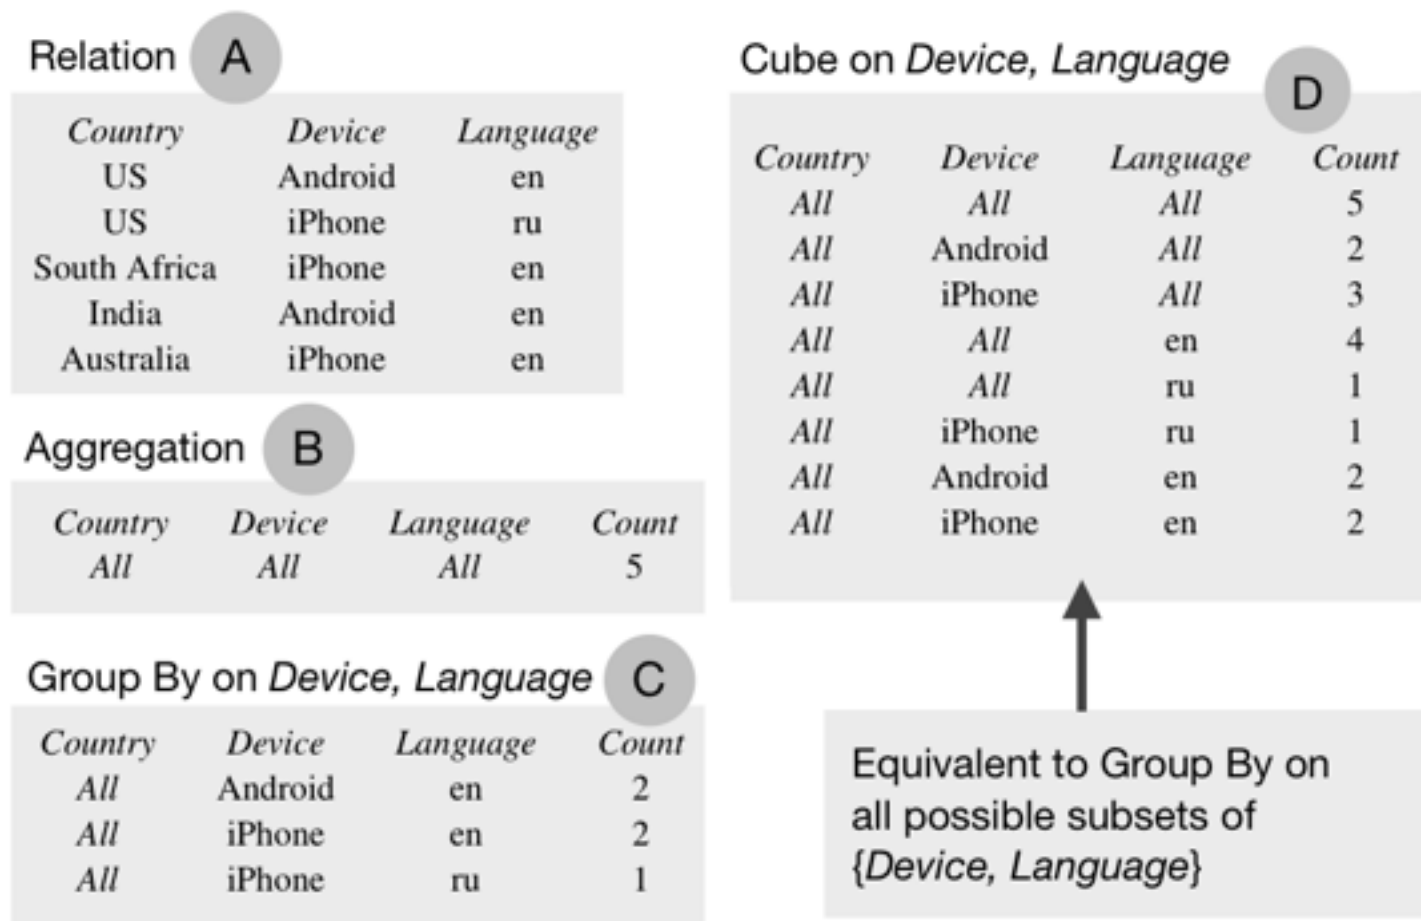 Relation A
Country Device Language
US Android en
US iPhone ru
South Africa iPhone en
India Android en
Australia iPhone en
Aggregation B
Country Device Language Count
All All All 5
Group By on Device, Language C
Country Device Language Count
All Android en 2
All iPhone en 2
All iPhone ru 1
Cube on Device, Language D
Country Device Language Count
All All All 5
All Android All 2
All iPhone All 3
All All en 4
All All ru 1
All iPhone ru 1
All Android en 2
All iPhone en 2
Equivalent to Group By on
all possible subsets of
{Device, Language}